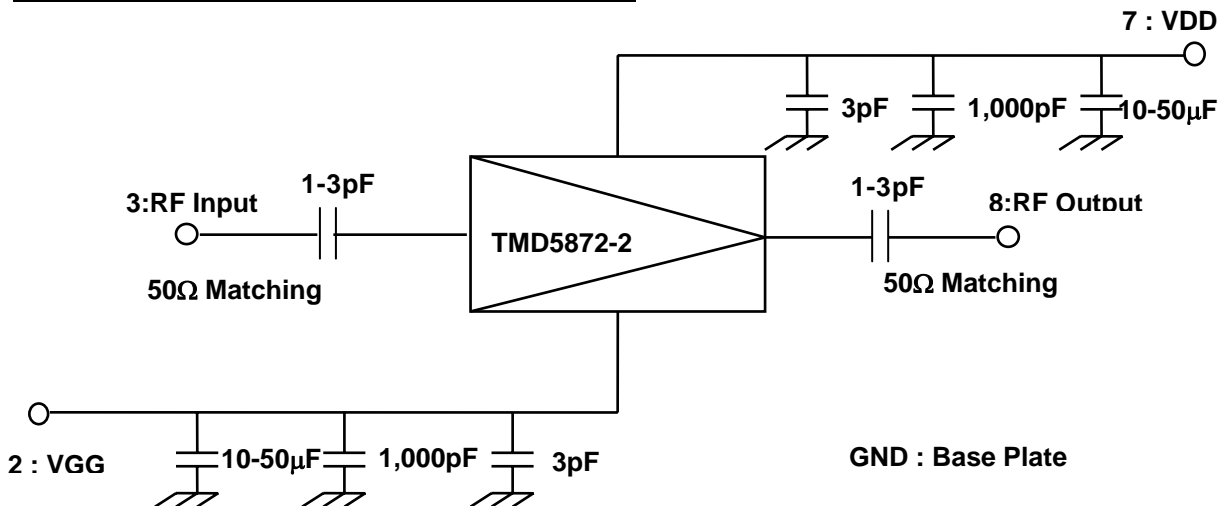 7 : VDD
3pF
1,000pF
10-50μF
1-3pF
3:RF Input
TMD5872-2
1-3pF
8:RF Output
50Ω Matching
50Ω Matching
2 : VGG
10-50μF
1,000pF
3pF
GND : Base Plate